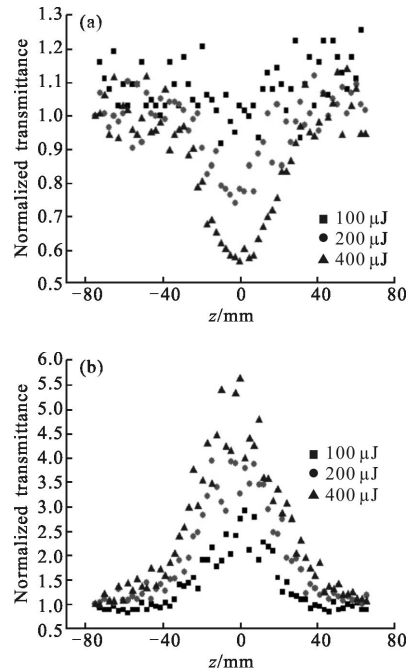 (a)
Normalized transmittance
1.3
1.2
1.1
1.0
0.9
0.8
0.7
0.6
0.5
100 μJ
200 μJ
400 μJ
−80 −40 0 40 80
z/mm
(b)
Normalized transmittance
6.0
5.5
5.0
4.5
4.0
3.5
3.0
2.5
2.0
1.5
1.0
0.5
100 μJ
200 μJ
400 μJ
−80 −40 0 40 80
z/mm